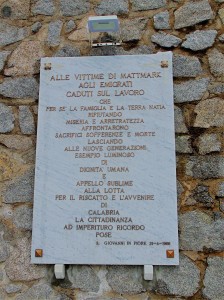 ALLE VITTIME DI MATTMARK
AGLI EMIGRATI
CADUTI SUL LAVORO
CHE
PER SE' LA FAMIGLIA E LA TERRA NATIA
RIFIUTANDO
MISERIA E ARRETRATEZZA
AFFRONTARONO
SACRIFICI SOFFERENZE E MORTE
LASCIANDO
ALLE NUOVE GENERAZIONI
ESEMPIO LUMINOSO
DI
DIGNITA' UMANA
E
APPELLO SUBLIME
ALLA LOTTA
PER IL RISCATTO E L'AVVENIRE
DI
CALABRIA
LA CITTADINANZA
AD IMPERITURO RICORDO
POSE
S. GIOVANNI IN FIORE